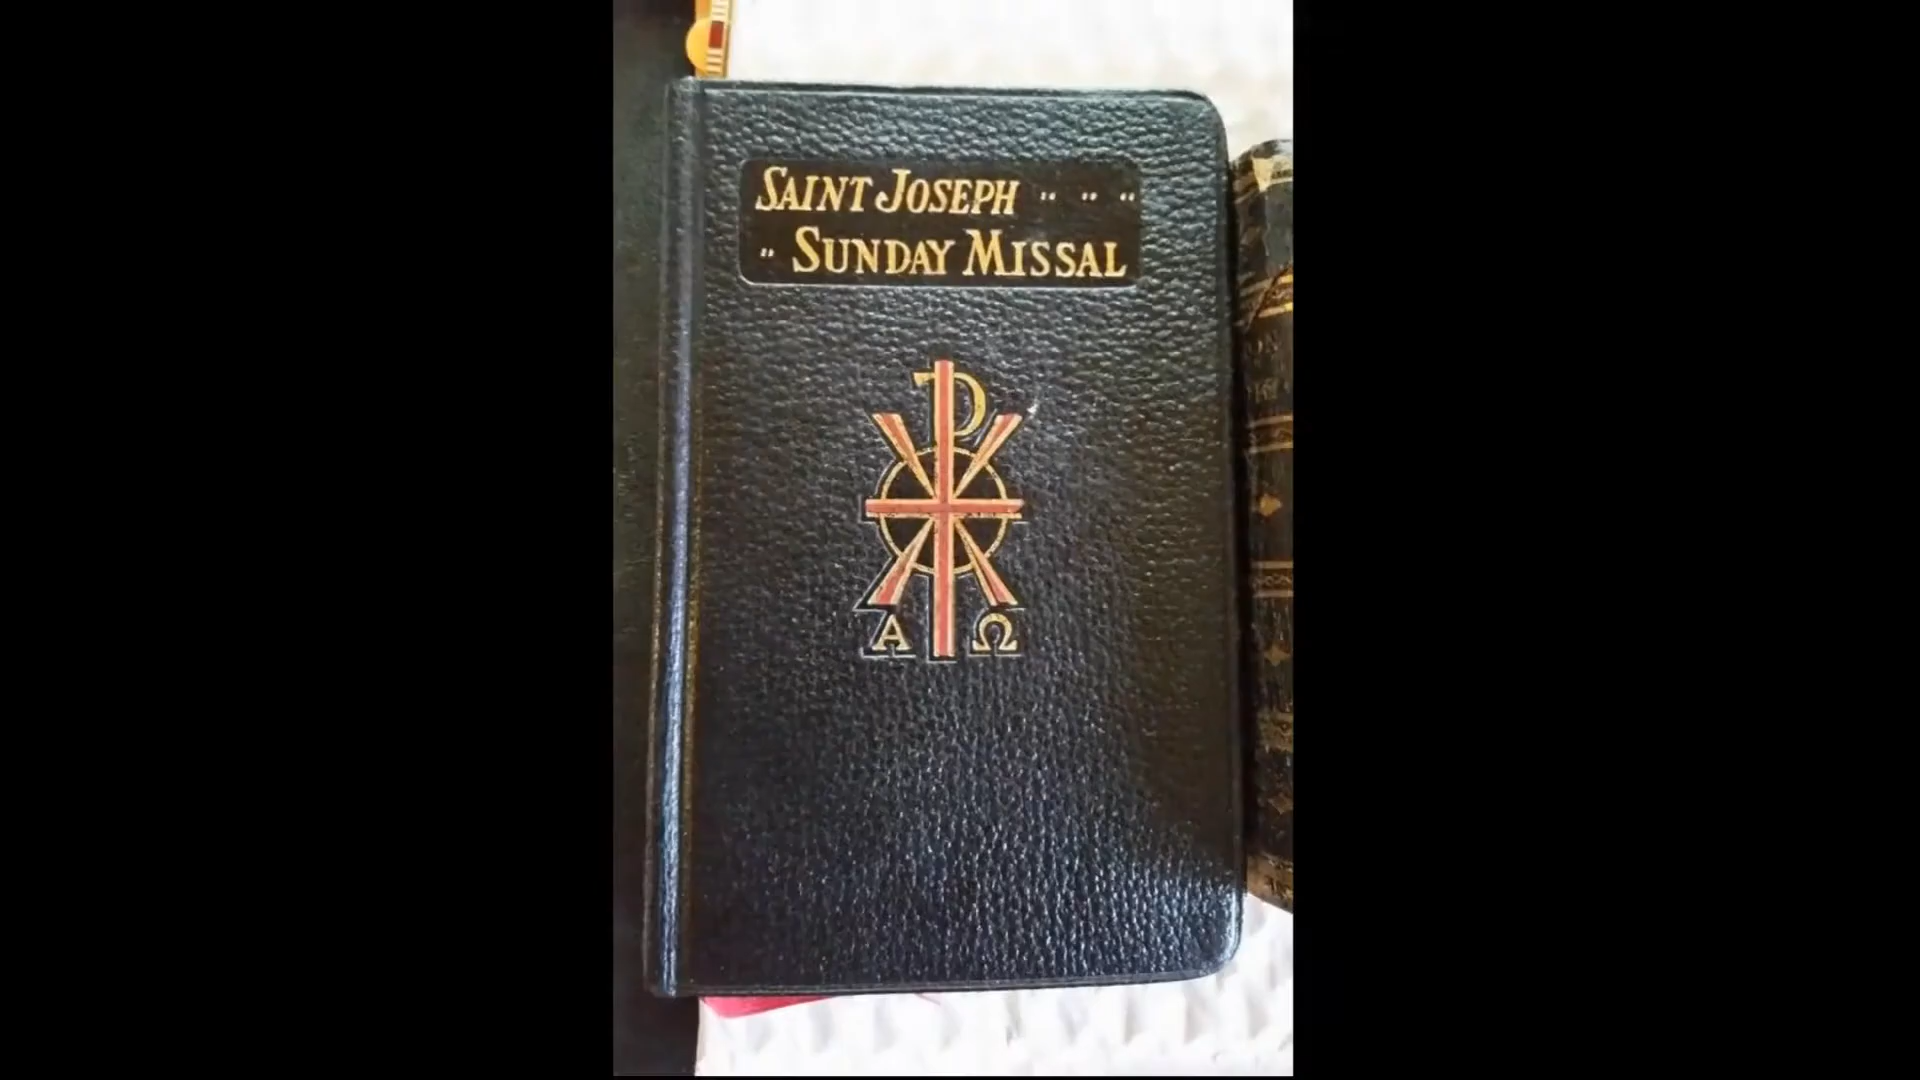 SAINT JOSEPH " " "
" SUNDAY MISSAL
Α Ω